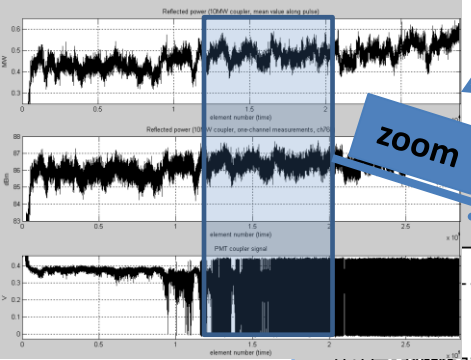 Reflected power (10MW coupler, mean value along pulse)
0.6
0.5
0.4
0.3
MW
0 0.5 1 1.5 2 2.5
element number (time)
Reflected power (10MW coupler, one-channel measurements, ch76
88
87
86
85
84
83
dBm
0 0.5 1 1.5 2 2.5
element number (time)
PMT coupler signal
0.4
0.3
0.2
0.1
0
V
0 0.5 1 1.5 2 2.5
element number (time)
zoom